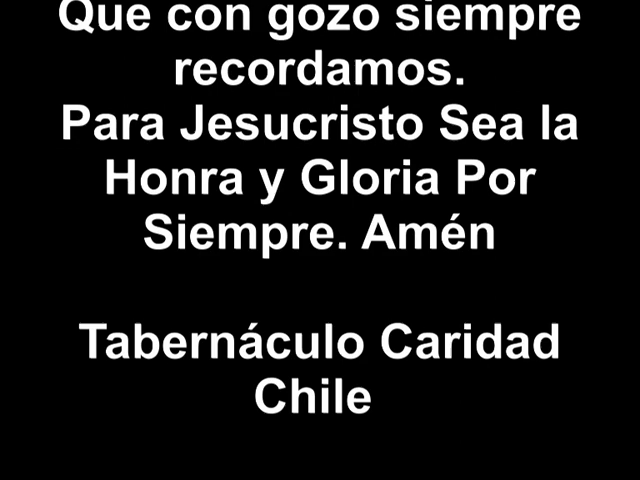 Que con gozo siempre
recordamos.
Para Jesucristo Sea la
Honra y Gloria Por
Siempre. Amén
Tabernáculo Caridad
Chile